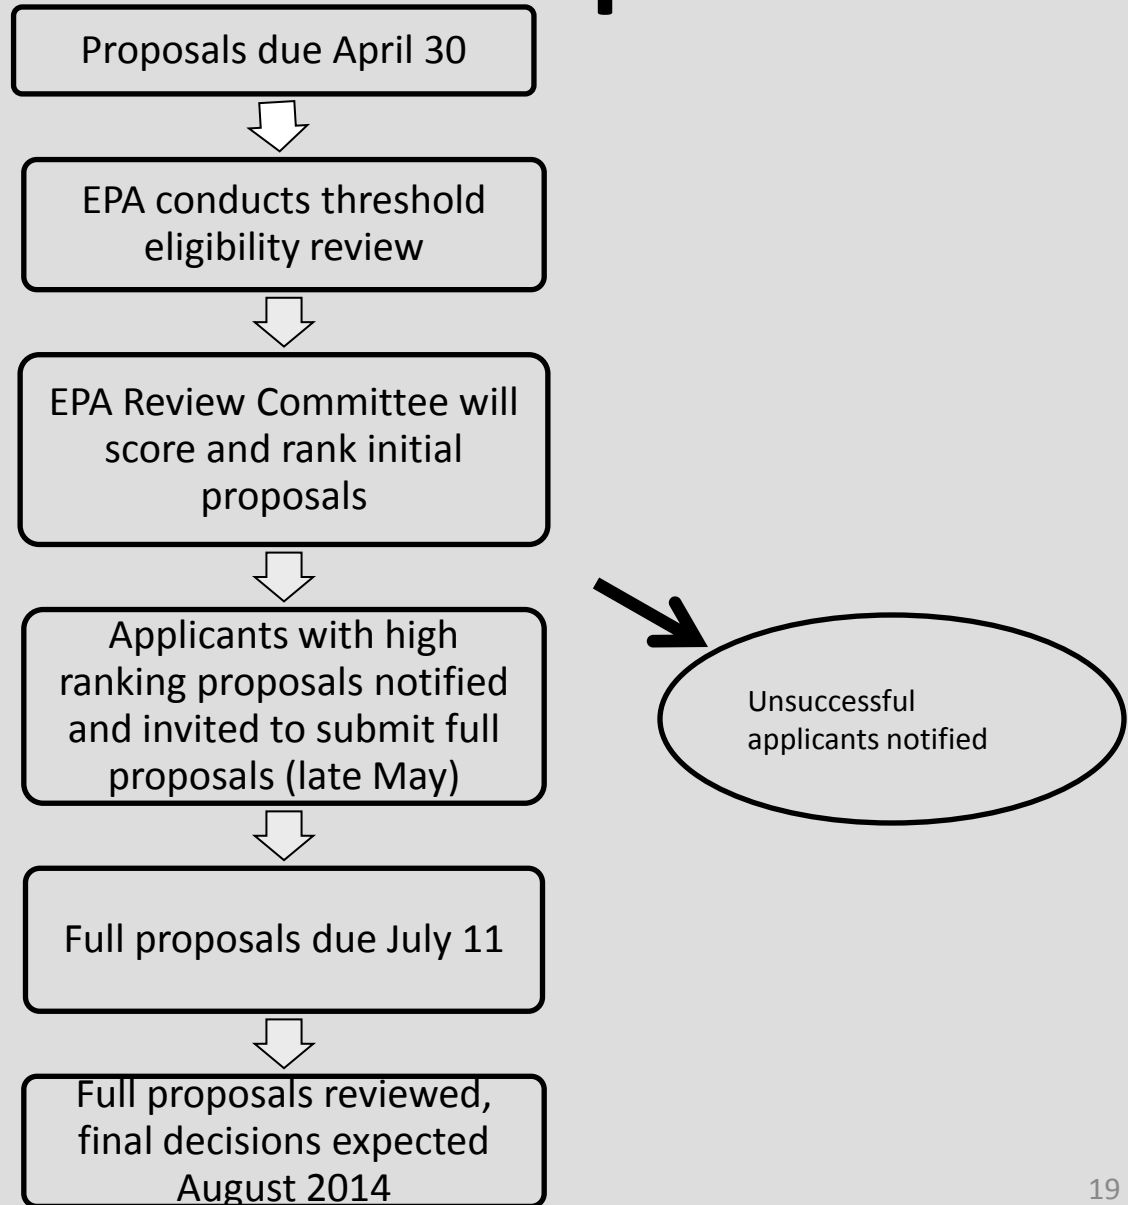 Proposals due April 30
EPA conducts threshold
eligibility review
EPA Review Committee will
score and rank initial
proposals
Applicants with high
ranking proposals notified
and invited to submit full
proposals (late May)
Unsuccessful
applicants notified
Full proposals due July 11
Full proposals reviewed,
final decisions expected
August 2014
19